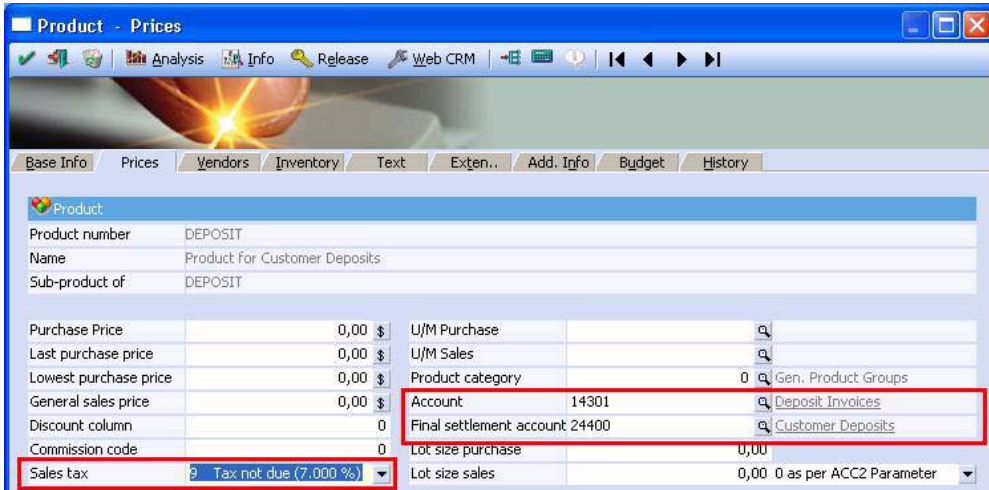 Product - Prices
Analysis Info Release Web CRM
Base Info Prices Vendors Inventory Text Exten.. Add. Info Budget History
Product
Product number DEPOSIT
Name Product for Customer Deposits
Sub-product of DEPOSIT
Purchase Price 0,00 $ U/M Purchase
Last purchase price 0,00 $ U/M Sales
Lowest purchase price 0,00 $ Product category 0 Gen. Product Groups
General sales price 0,00 $ Account 14301 Deposit Invoices
Discount column 0 Final settlement account 24400 Customer Deposits
Commission code 0 Lot size purchase 0,00
Sales tax 9 Tax not due (7.000 %) Lot size sales 0,00 0 as per ACC2 Parameter